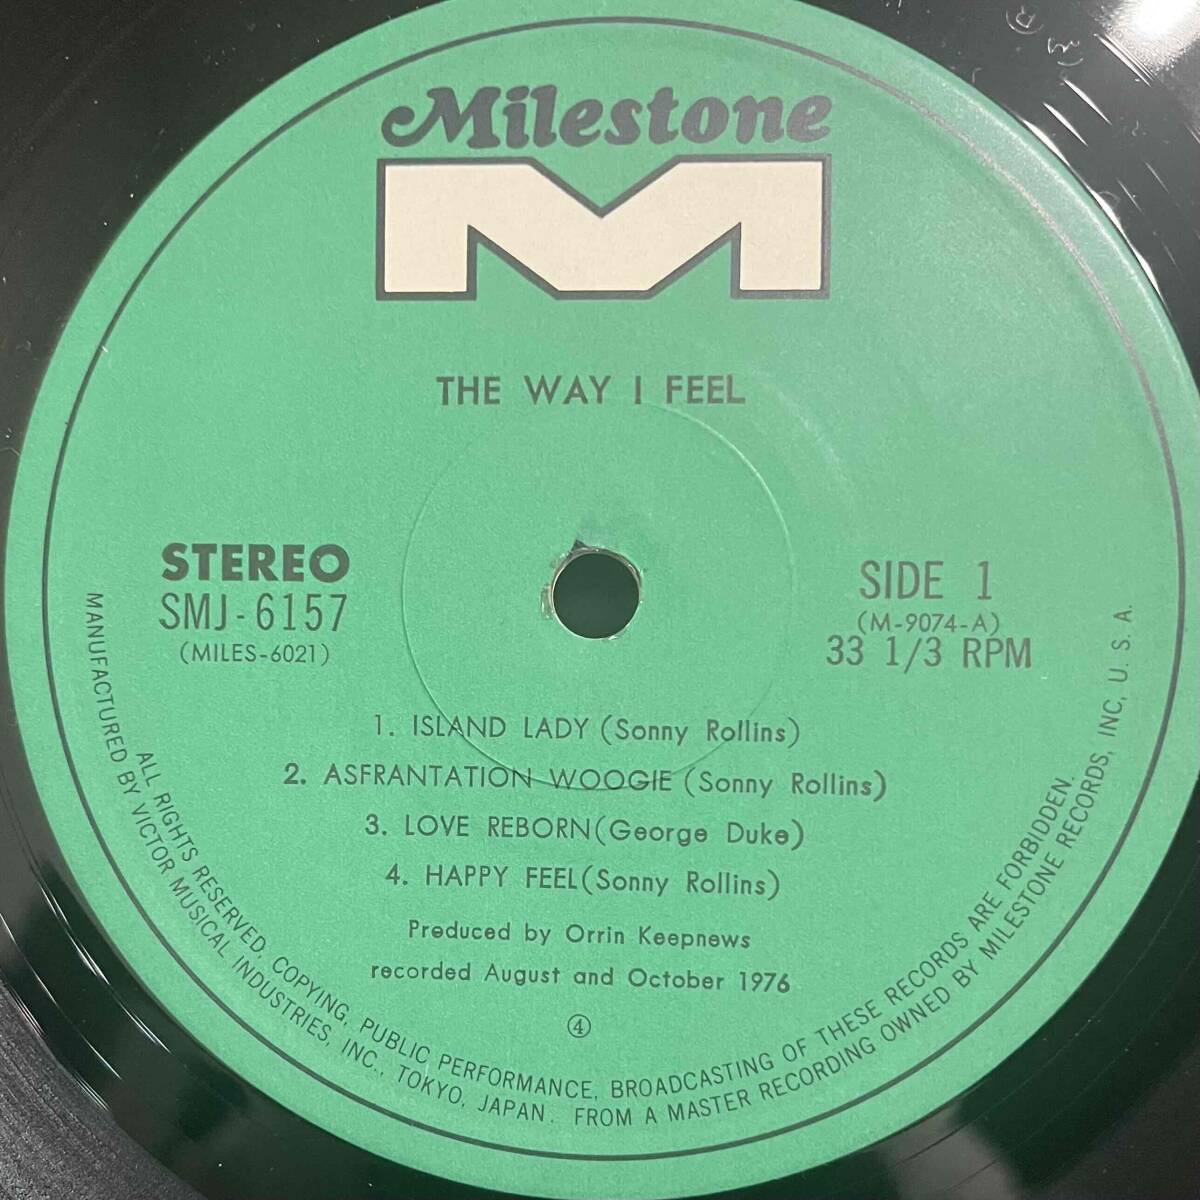 Milestone
THE WAY I FEEL
STEREO
SMJ-6157
(MILES-6021)
SIDE 1
(M-9074-A)
33 1/3 RPM
1. ISLAND LADY (Sonny Rollins)
2. ASFRANTATION WOOGIE (Sonny Rollins)
3. LOVE REBORN (George Duke)
4. HAPPY FEEL (Sonny Rollins)
Preduced by Orrin Keepnews
recorded August and October 1976
④
ALL RIGHTS RESERVED, COPYING, PUBLIC PERFORMANCE, BROADCASTING OF THESE RECORDS ARE FORBIDDEN.
MANUFACTURED BY VICTOR MUSICAL INDUSTRIES, INC., TOKYO, JAPAN. FROM A MASTER RECORDING OWNED BY MILESTONE RECORDS, INC, U. S. A.